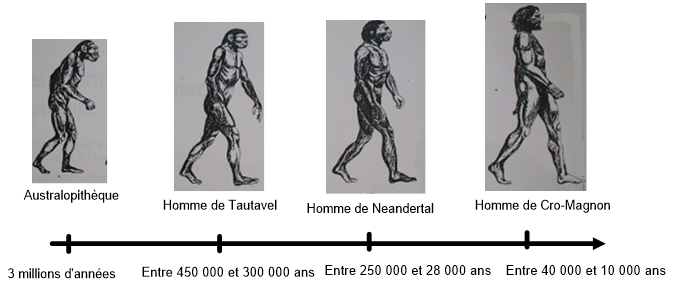 Australopithèque
Homme de Tautavel
Homme de Neandertal
Homme de Cro-Magnon
3 millions d'années
Entre 450 000 et 300 000 ans
Entre 250 000 et 28 000 ans
Entre 40 000 et 10 000 ans